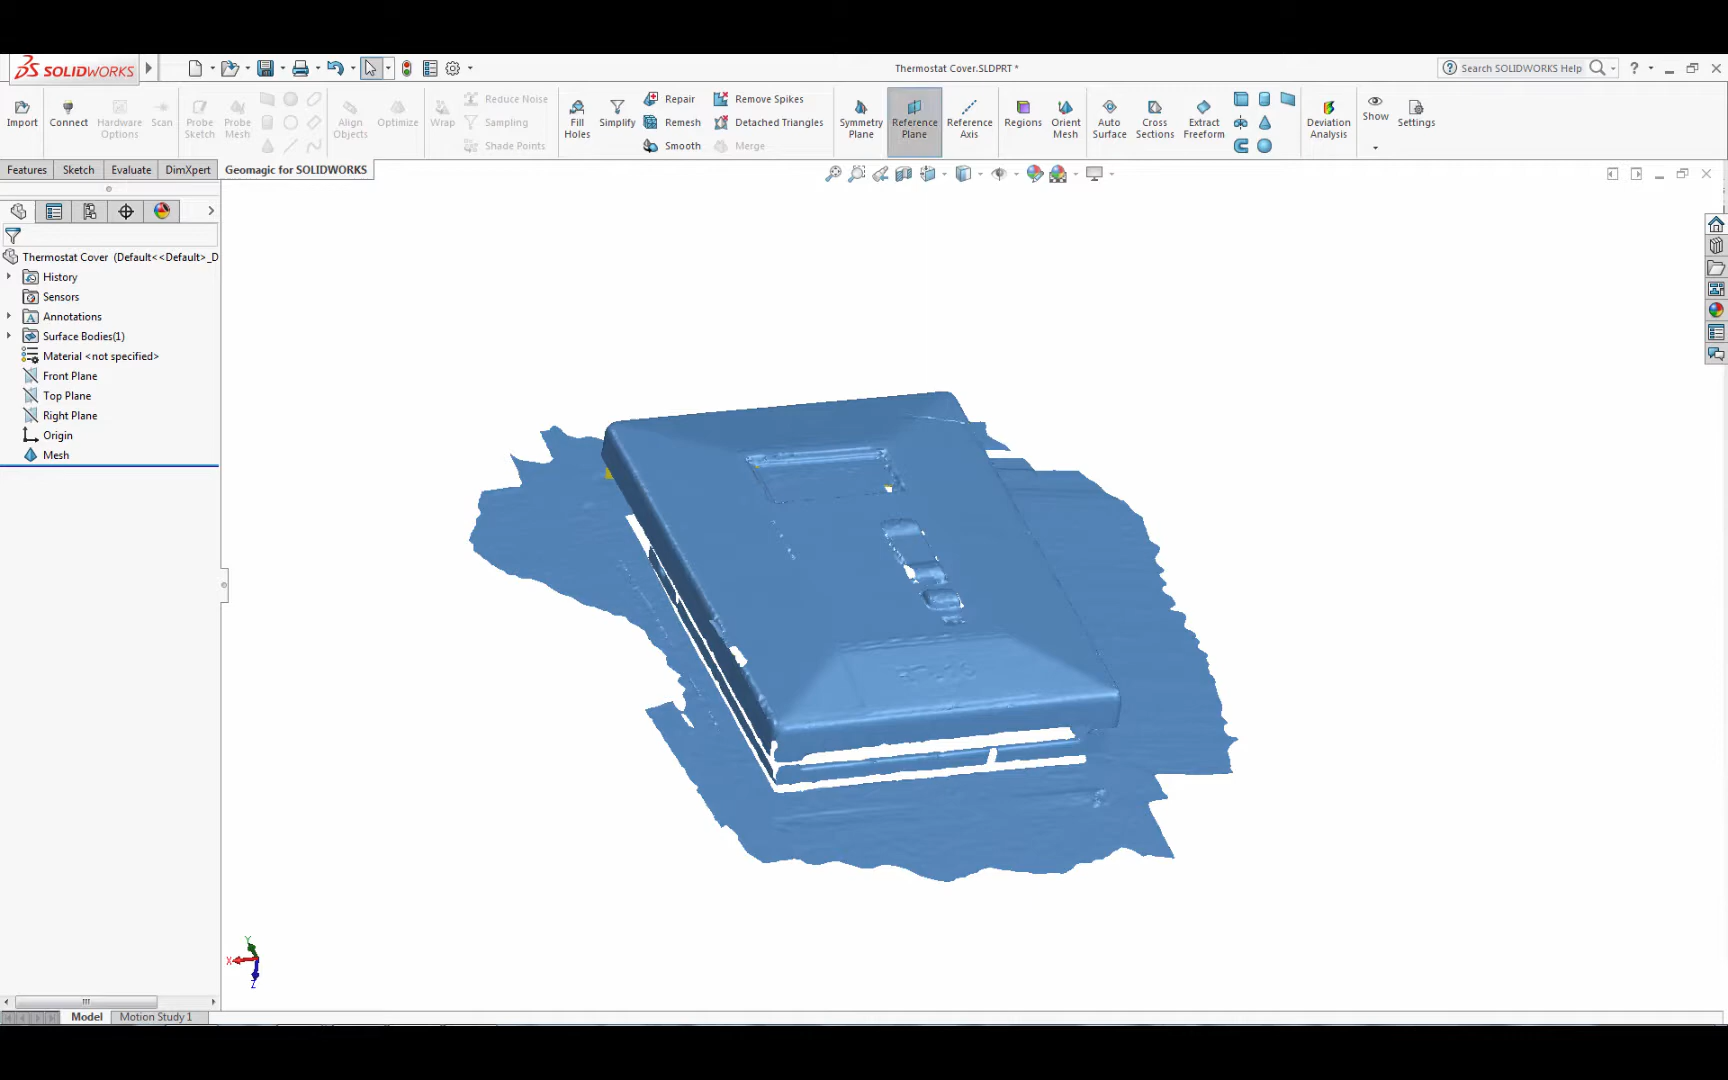 SOLIDWORKS
Thermostat Cover.SLDPRT *
Search SOLIDWORKS Help
Import
Connect
Hardware Options
Scan
Probe Sketch
Probe Mesh
Align Objects
Optimize
Wrap
Reduce Noise
Sampling
Shade Points
Fill Holes
Simplify
Repair
Remesh
Smooth
Remove Spikes
Detached Triangles
Merge
Symmetry Plane
Reference Plane
Reference Axis
Regions
Orient Mesh
Auto Surface
Cross Sections
Extract Freeform
Deviation Analysis
Show
Settings
Features
Sketch
Evaluate
DimXpert
Geomagic for SOLIDWORKS
Thermostat Cover (Default<<Default>_D
History
Sensors
Annotations
Surface Bodies(1)
Material <not specified>
Front Plane
Top Plane
Right Plane
Origin
Mesh
Y
X
Z
Model
Motion Study 1